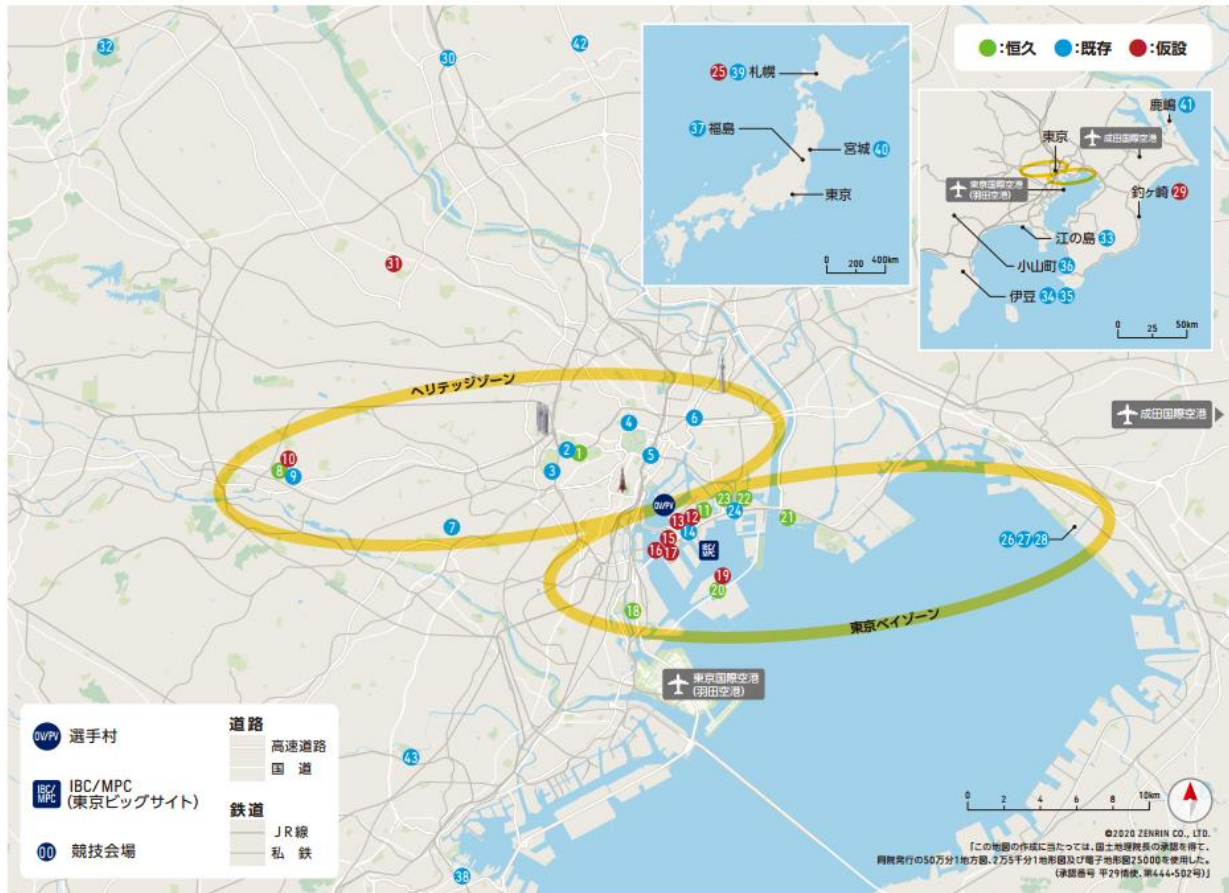 32
42
30
:恒久 :既存 :仮設
25 39 札幌
37 福島
宮城 40
東京
0 200 400km
鹿嶋 41
東京
成田国際空港
東京国際空港
(羽田空港)
釣ヶ崎 29
江の島 33
小山町 36
伊豆 34 35
0 25 50km
31
ヘリテッジゾーン
成田国際空港
4
6
2
1
5
3
10
8
9
7
OV/PV
23
22
11
24
12
13
21
14
15
16
17
IBC/
MPC
26 27 28
19
20
18
東京ベイゾーン
東京国際空港
(羽田空港)
OV/PV 選手村
IBC/
MPC
IBC/MPC
(東京ビッグサイト)
00 競技会場
道路
高速道路
国 道
鉄道
JR線
私 鉄
43
38
0 2 4 6 8 10km
©2020 ZENRIN CO., LTD.
「この地図の作成に当たっては、国土地理院長の承認を得て、
同院発行の50万分1地方図、2万5千分1地形図及び電子地形図25000を使用した。
(承認番号 平29情使、第444-502号)」